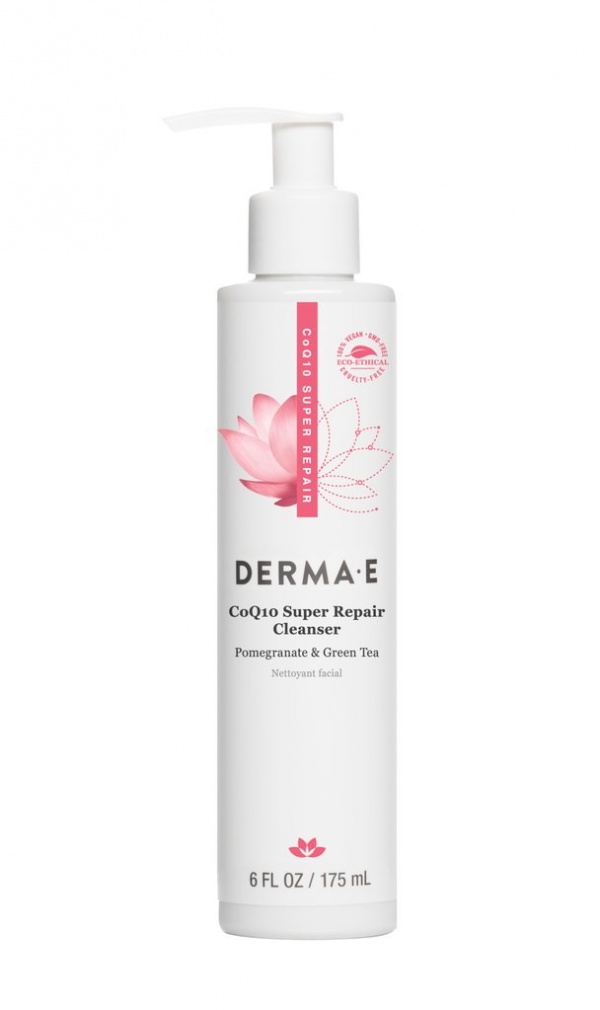 CoQ10 SUPER REPAIR
100% VEGAN • GMO-FREE
ECO-ETHICAL
CRUELTY-FREE
DERMA·E
CoQ10 Super Repair
Cleanser
Pomegranate & Green Tea
Nettoyant facial
6 FL OZ / 175 mL